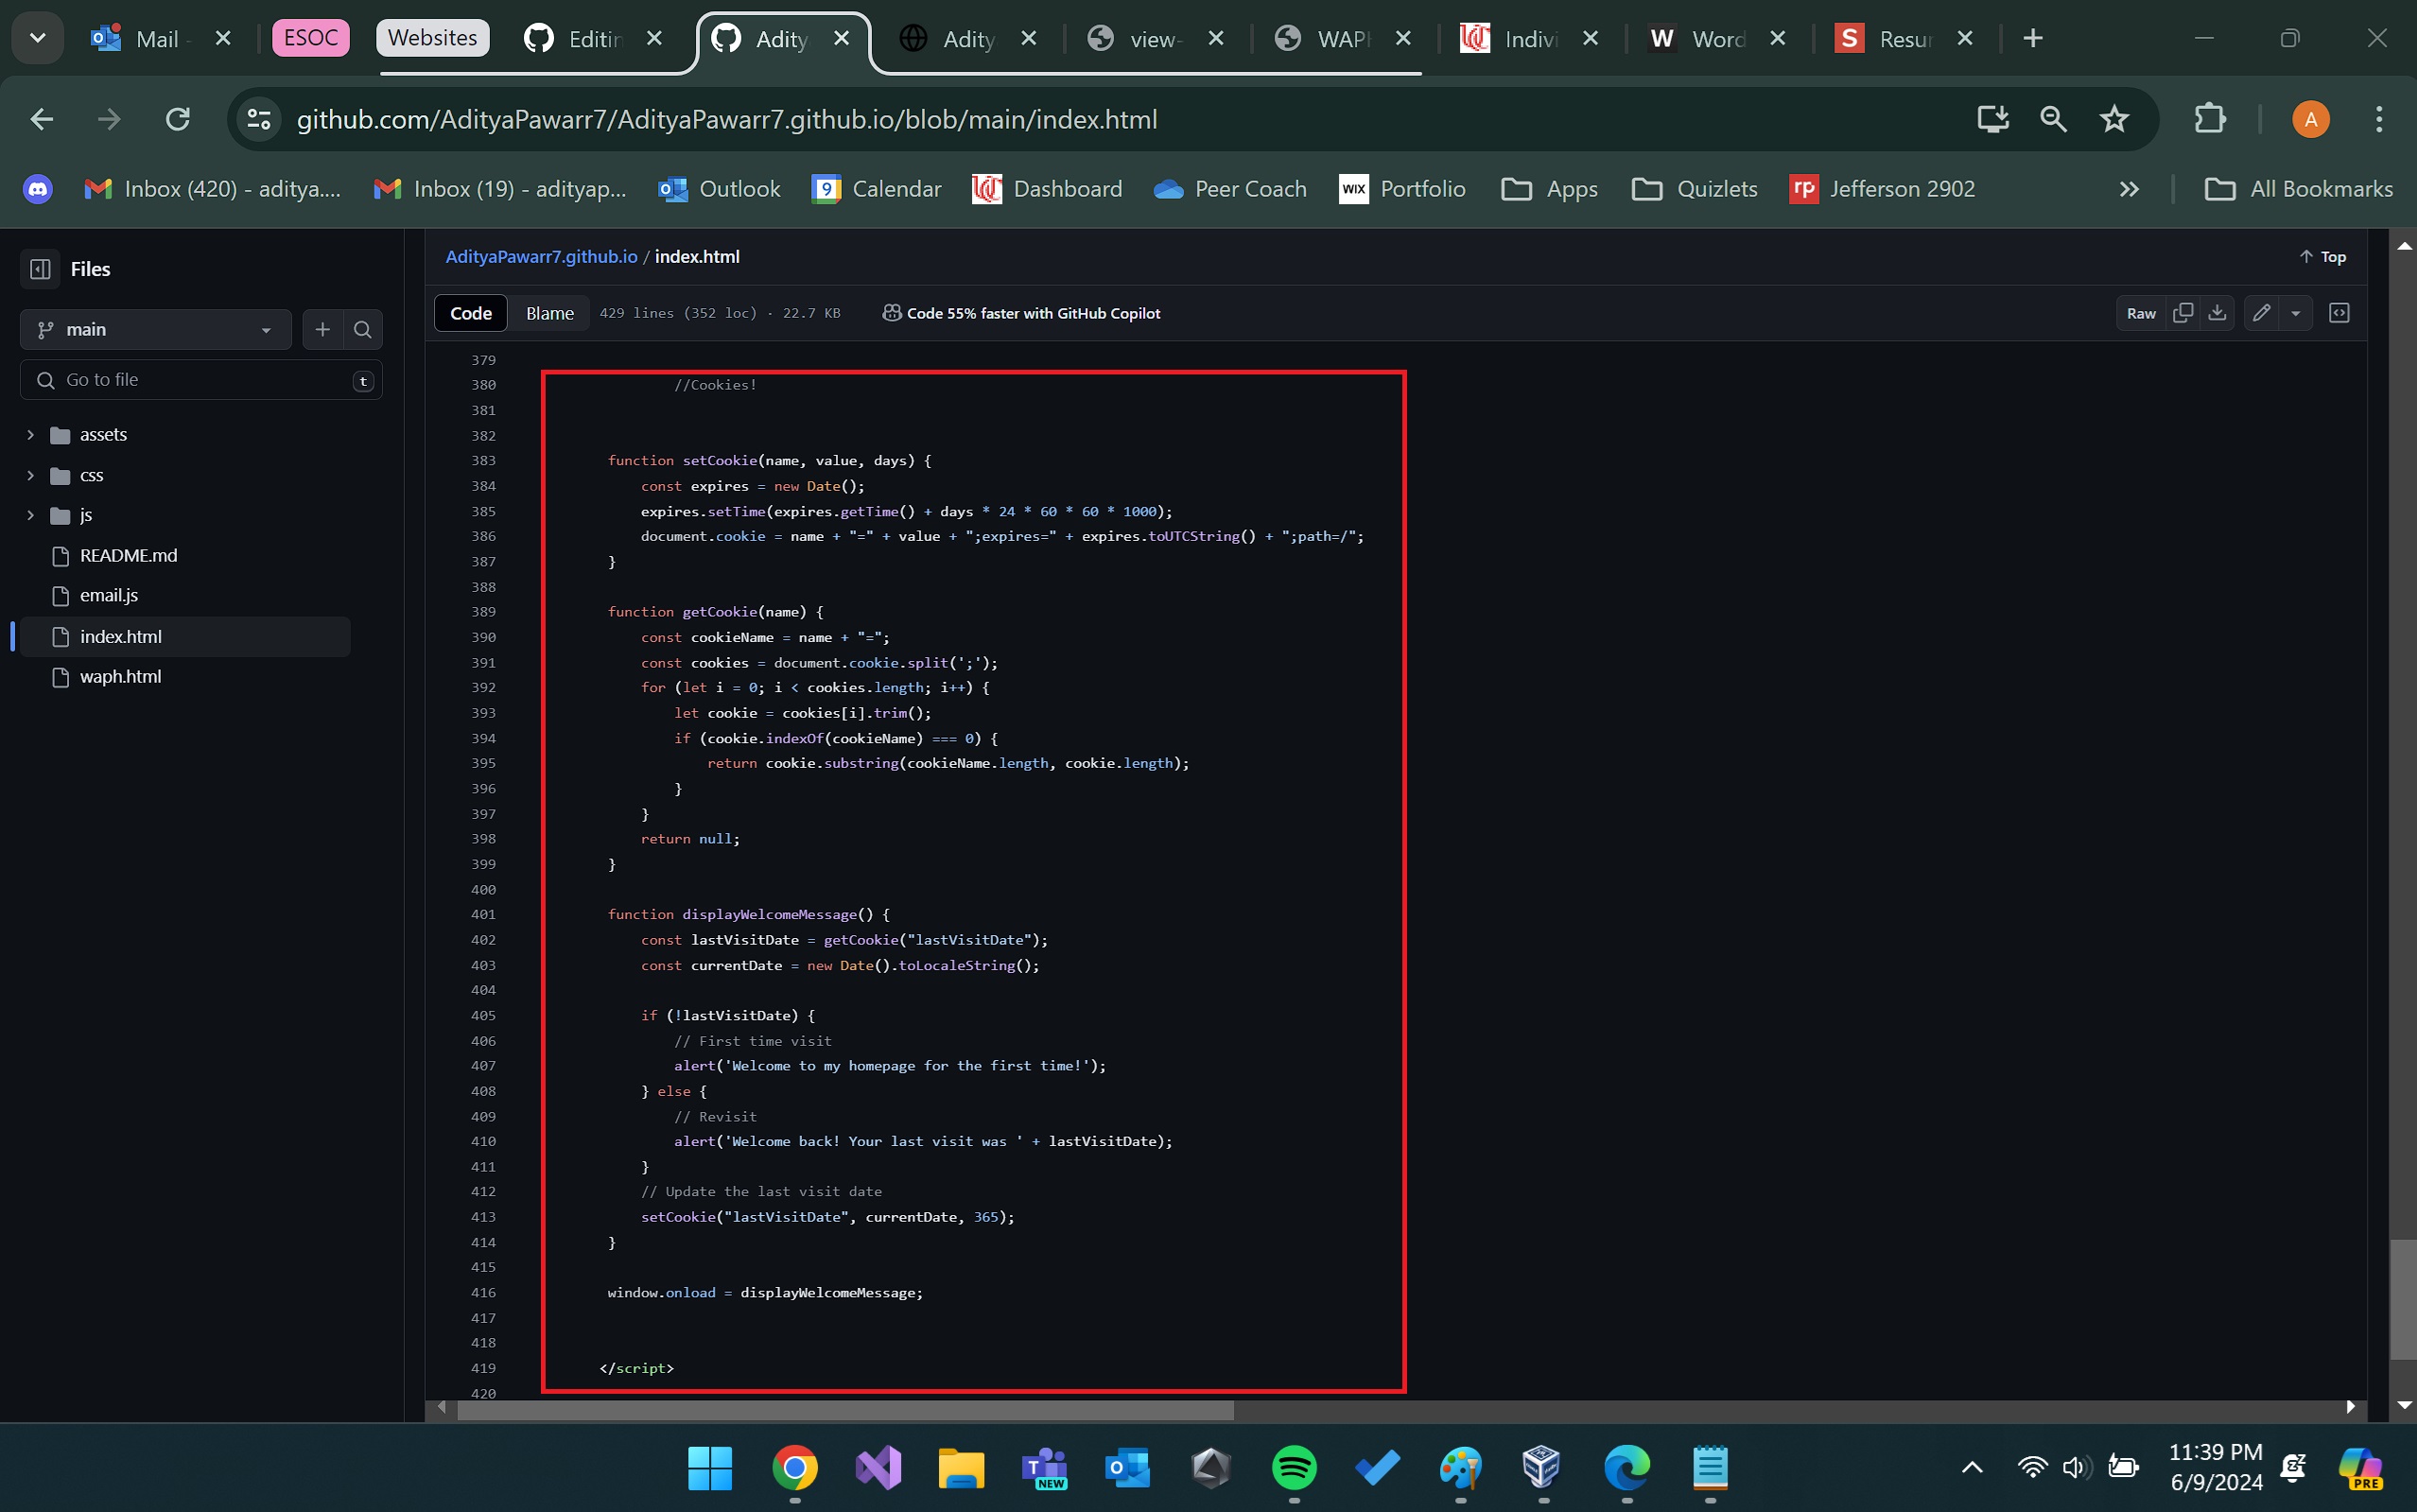 Mail -
ESOC
Websites
Editin
Adity
Adity
view-
WAPH
Indivi
W Word
S Resur
github.com/AdityaPawarr7/AdityaPawarr7.github.io/blob/main/index.html
A
Inbox (420) - aditya....
Inbox (19) - adityap...
Outlook
9 Calendar
Dashboard
Peer Coach
WIX Portfolio
Apps
Quizlets
rp Jefferson 2902
All Bookmarks
Files
main
Go to file
t
assets
css
js
README.md
email.js
index.html
waph.html
AdityaPawarr7.github.io / index.html
Top
Code
Blame
429 lines (352 loc) · 22.7 KB
Code 55% faster with GitHub Copilot
Raw
379
380 //Cookies!
381
382
383 function setCookie(name, value, days) {
384 const expires = new Date();
385 expires.setTime(expires.getTime() + days * 24 * 60 * 60 * 1000);
386 document.cookie = name + "=" + value + ";expires=" + expires.toUTCString() + ";path=/";
387 }
388
389 function getCookie(name) {
390 const cookieName = name + "=";
391 const cookies = document.cookie.split(';');
392 for (let i = 0; i < cookies.length; i++) {
393 let cookie = cookies[i].trim();
394 if (cookie.indexOf(cookieName) === 0) {
395 return cookie.substring(cookieName.length, cookie.length);
396 }
397 }
398 return null;
399 }
400
401 function displayWelcomeMessage() {
402 const lastVisitDate = getCookie("lastVisitDate");
403 const currentDate = new Date().toLocaleString();
404
405 if (!lastVisitDate) {
406 // First time visit
407 alert('Welcome to my homepage for the first time!');
408 } else {
409 // Revisit
410 alert('Welcome back! Your last visit was ' + lastVisitDate);
411 }
412 // Update the last visit date
413 setCookie("lastVisitDate", currentDate, 365);
414 }
415
416 window.onload = displayWelcomeMessage;
417
418
419 </script>
420
NEW
11:39 PM
6/9/2024
PRE